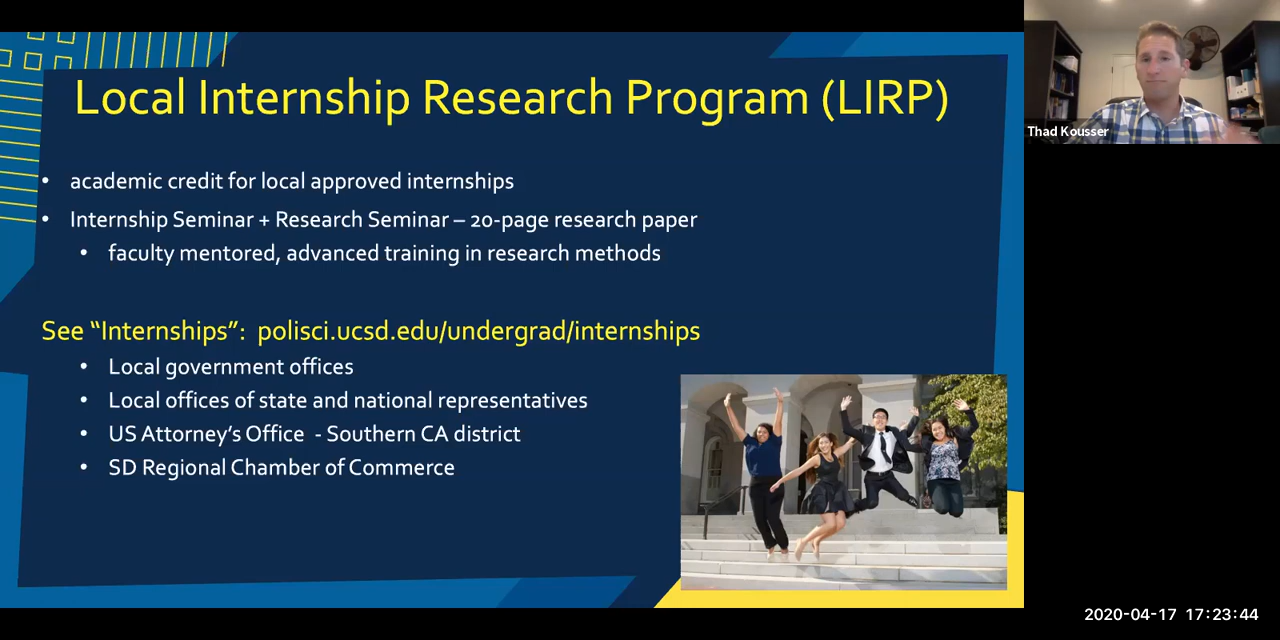 Local Internship Research Program (LIRP)
• academic credit for local approved internships
• Internship Seminar + Research Seminar – 20-page research paper
• faculty mentored, advanced training in research methods
See “Internships”: polisci.ucsd.edu/undergrad/internships
• Local government offices
• Local offices of state and national representatives
• US Attorney’s Office - Southern CA district
• SD Regional Chamber of Commerce
Thad Kousser
2020-04-17 17:23:44